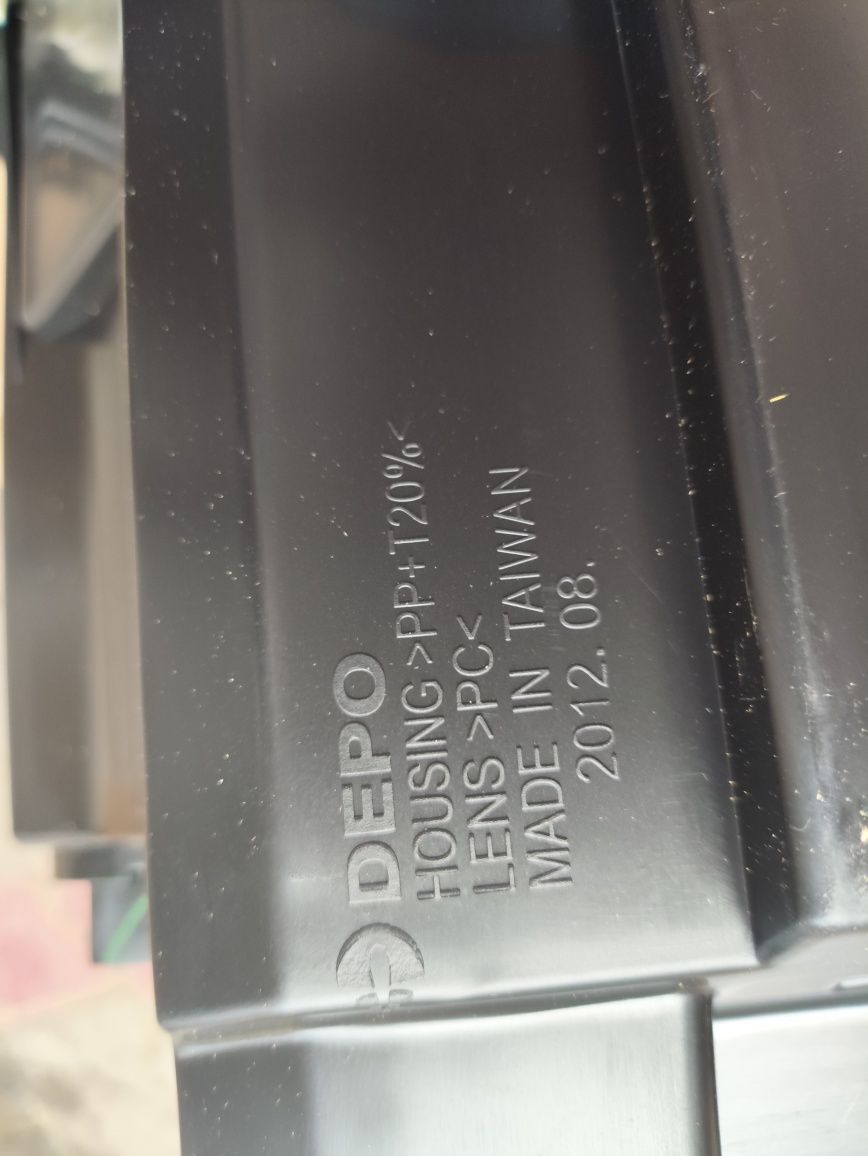 DEPO
HOUSING >PP+T20%<
LENS >PC<
MADE IN TAIWAN
2012. 08.